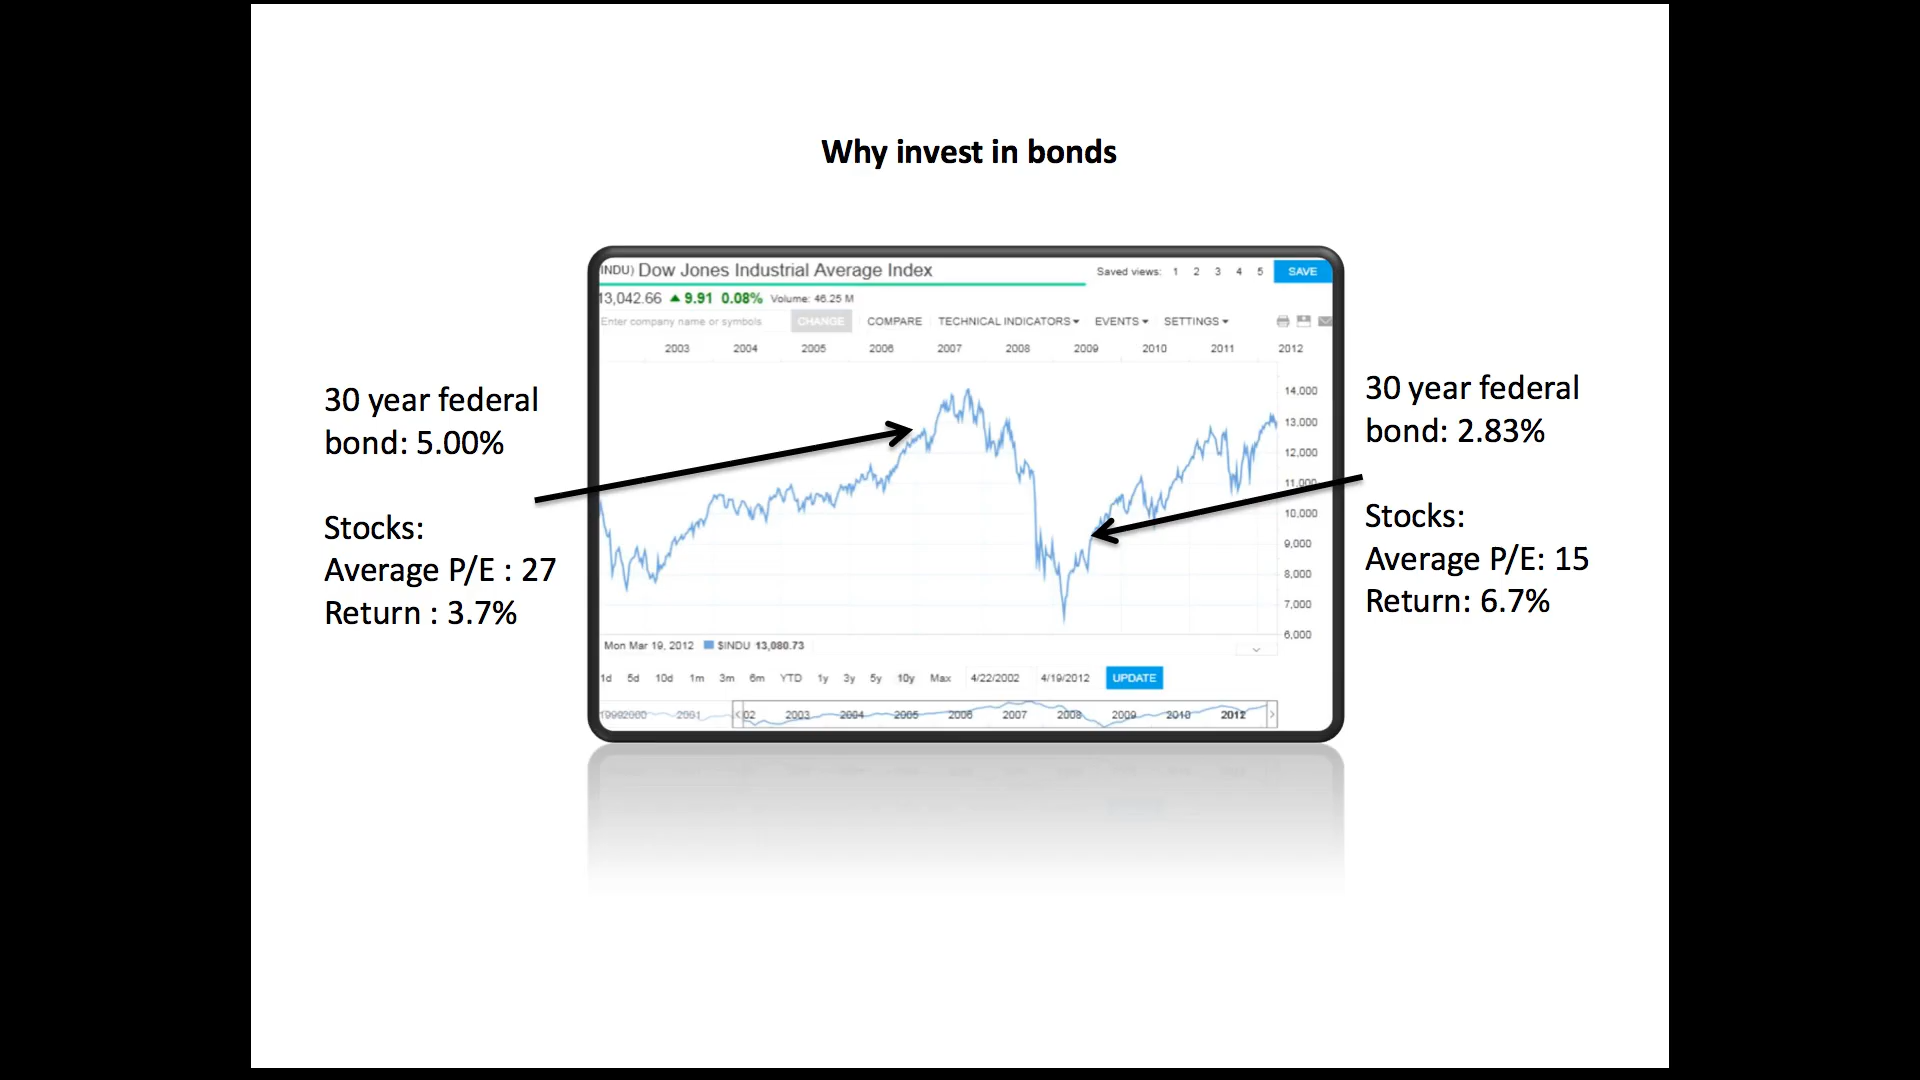 Why invest in bonds
INDU) Dow Jones Industrial Average Index
Saved views: 1 2 3 4 5 SAVE
13,042.66 ▲ 9.91 0.08% Volume: 46.25 M
Enter company name or symbols CHANGE COMPARE TECHNICAL INDICATORS▾ EVENTS▾ SETTINGS▾
2003 2004 2005 2006 2007 2008 2009 2010 2011 2012
30 year federal
bond: 5.00%
Stocks:
Average P/E : 27
Return : 3.7%
14,000
13,000
12,000
11,000
10,000
9,000
8,000
7,000
6,000
30 year federal
bond: 2.83%
Stocks:
Average P/E: 15
Return: 6.7%
Mon Mar 19, 2012 $INDU 13,080.73
1d 5d 10d 1m 3m 6m YTD 1y 3y 5y 10y Max 4/22/2002 4/19/2012 UPDATE
2001 02 2003 2004 2005 2006 2007 2008 2009 2010 2012